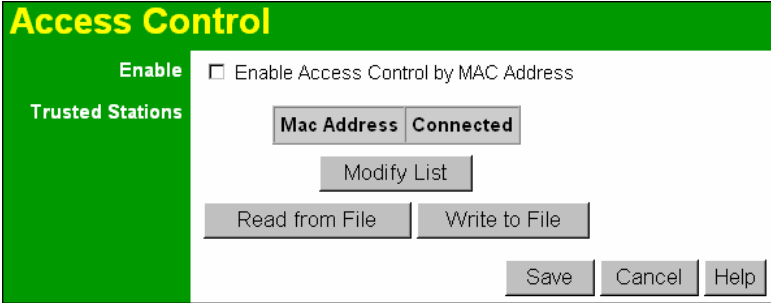 Access Control
Enable Enable Access Control by MAC Address
Trusted Stations
Mac Address Connected
Modify List
Read from File Write to File
Save Cancel Help